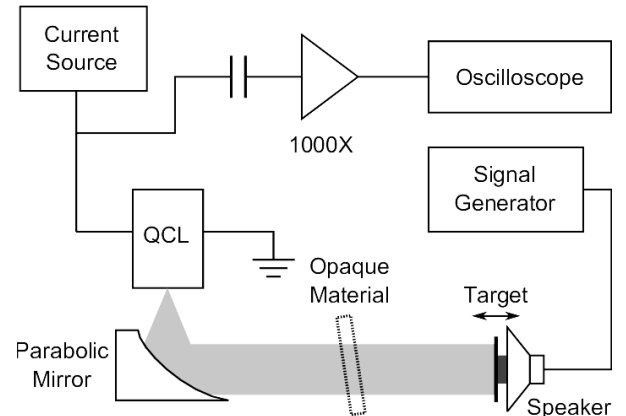 Current
Source
Oscilloscope
1000X
Signal
Generator
QCL
Opaque
Material
Target
Parabolic
Mirror
Speaker